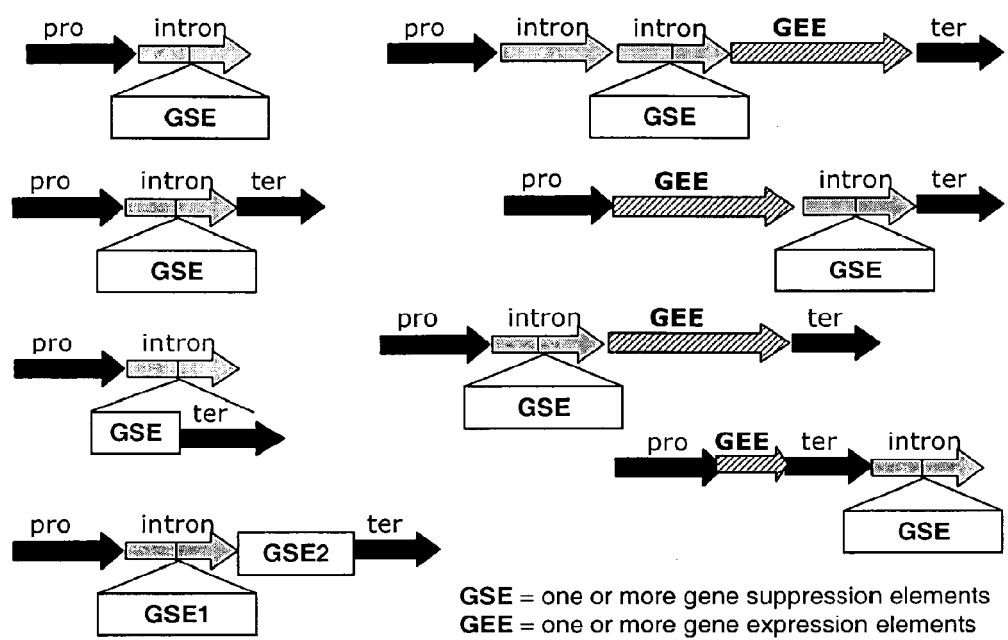 pro intron
GSE
pro intron ter
GSE
pro intron
GSE ter
pro intron ter
GSE2
GSE1
pro intron GEE ter
GSE
pro GEE intron ter
GSE
pro intron GEE ter
GSE
pro GEE ter intron
GSE
GSE = one or more gene suppression elements
GEE = one or more gene expression elements